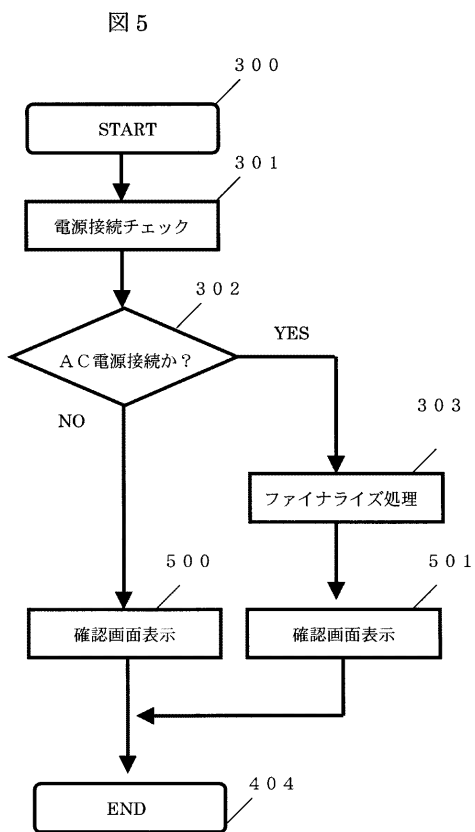 図5
300
START
301
電源接続チェック
302
AC電源接続か?
YES
NO
303
ファイナライズ処理
500
501
確認画面表示
確認画面表示
404
END